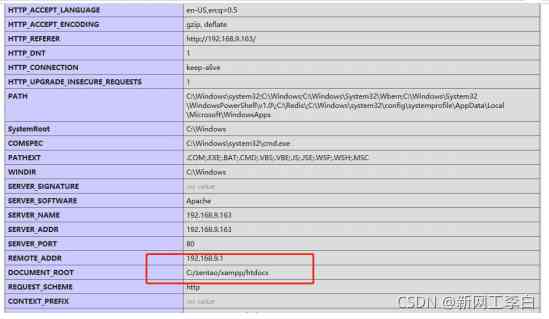 HTTP_ACCEPT_LANGUAGE en-US,en;q=0.5
HTTP_ACCEPT_ENCODING gzip, deflate
HTTP_REFERER http://192.168.9.163/
HTTP_DNT 1
HTTP_CONNECTION keep-alive
HTTP_UPGRADE_INSECURE_REQUESTS 1
PATH C:\Windows\system32;C:\Windows;C:\Windows\System32\Wbem;C:\Windows\System32
\WindowsPowerShell\v1.0\;C:\Redis\;C:\Windows\system32\config\systemprofile\AppData\Local
\Microsoft\WindowsApps
SystemRoot C:\Windows
COMSPEC C:\Windows\system32\cmd.exe
PATHEXT .COM;.EXE;.BAT;.CMD;.VBS;.VBE;.JS;.JSE;.WSF;.WSH;.MSC
WINDIR C:\Windows
SERVER_SIGNATURE no value
SERVER_SOFTWARE Apache
SERVER_NAME 192.168.9.163
SERVER_ADDR 192.168.9.163
SERVER_PORT 80
REMOTE_ADDR 192.168.9.1
DOCUMENT_ROOT C:/zentao/xampp/htdocs
REQUEST_SCHEME http
CONTEXT_PREFIX no value
CSDN @新网工李白